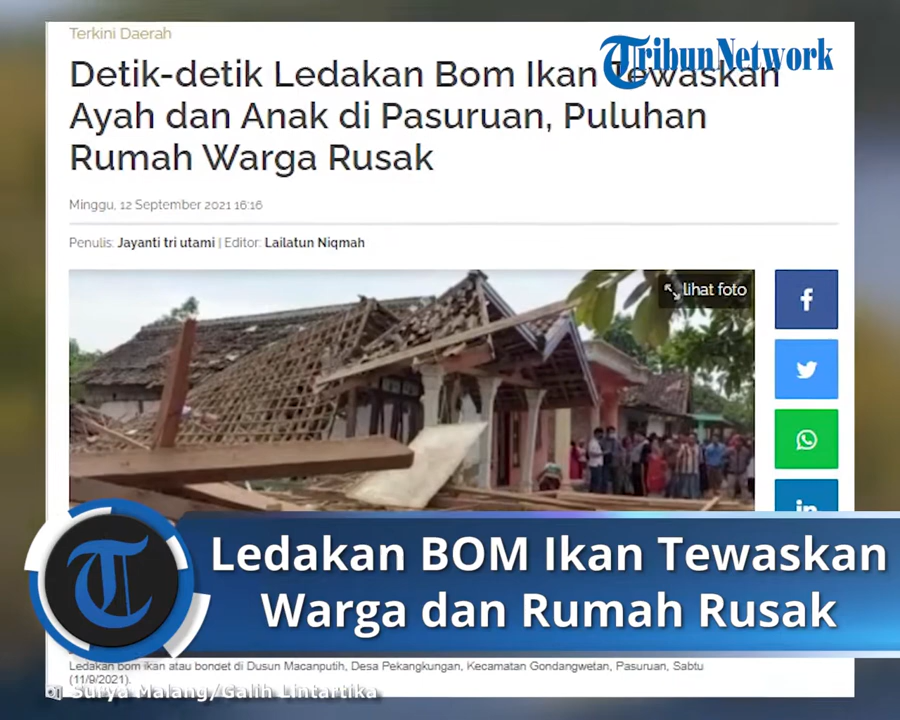 Terkini Daerah
TribunNetwork
Detik-detik Ledakan Bom Ikan Tewaskan
Ayah dan Anak di Pasuruan, Puluhan
Rumah Warga Rusak
Minggu, 12 September 2021 16:16
Penulis: Jayanti tri utami | Editor: Lailatun Niqmah
lihat foto
f
in
T
Ledakan BOM Ikan Tewaskan
Warga dan Rumah Rusak
Ledakan bom ikan atau bondet di Dusun Macanputih, Desa Pekangkungan, Kecamatan Gondangwetan, Pasuruan, Sabtu
(11/9/2021).
Surya Malang/Galih Lintartika